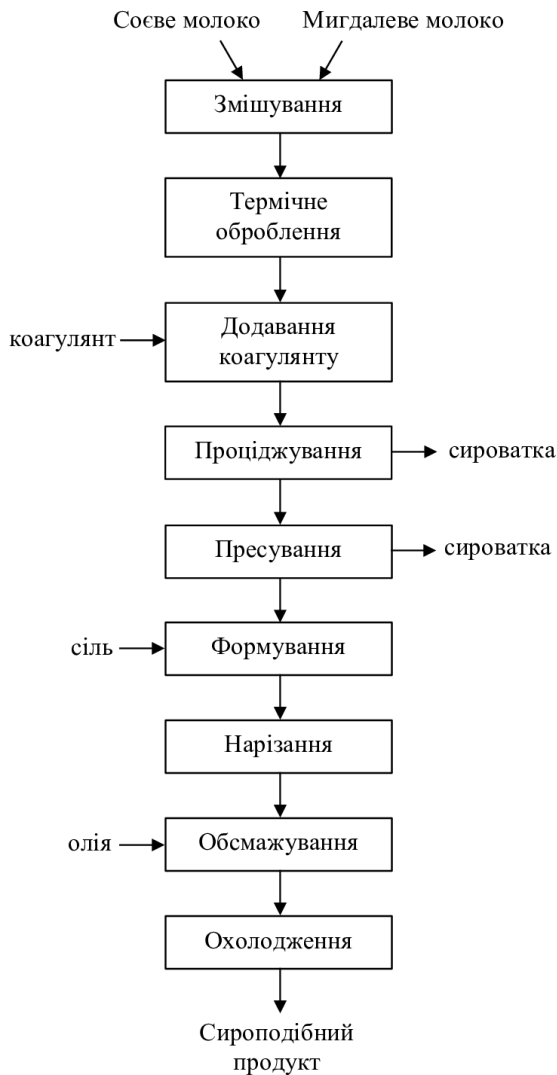 Соєве молоко
Мигдалеве молоко
Змішування
Термічне
оброблення
коагулянт
Додавання
коагулянту
Проціджування
сироватка
Пресування
сироватка
сіль
Формування
Нарізання
олія
Обсмажування
Охолодження
Сироподібний
продукт